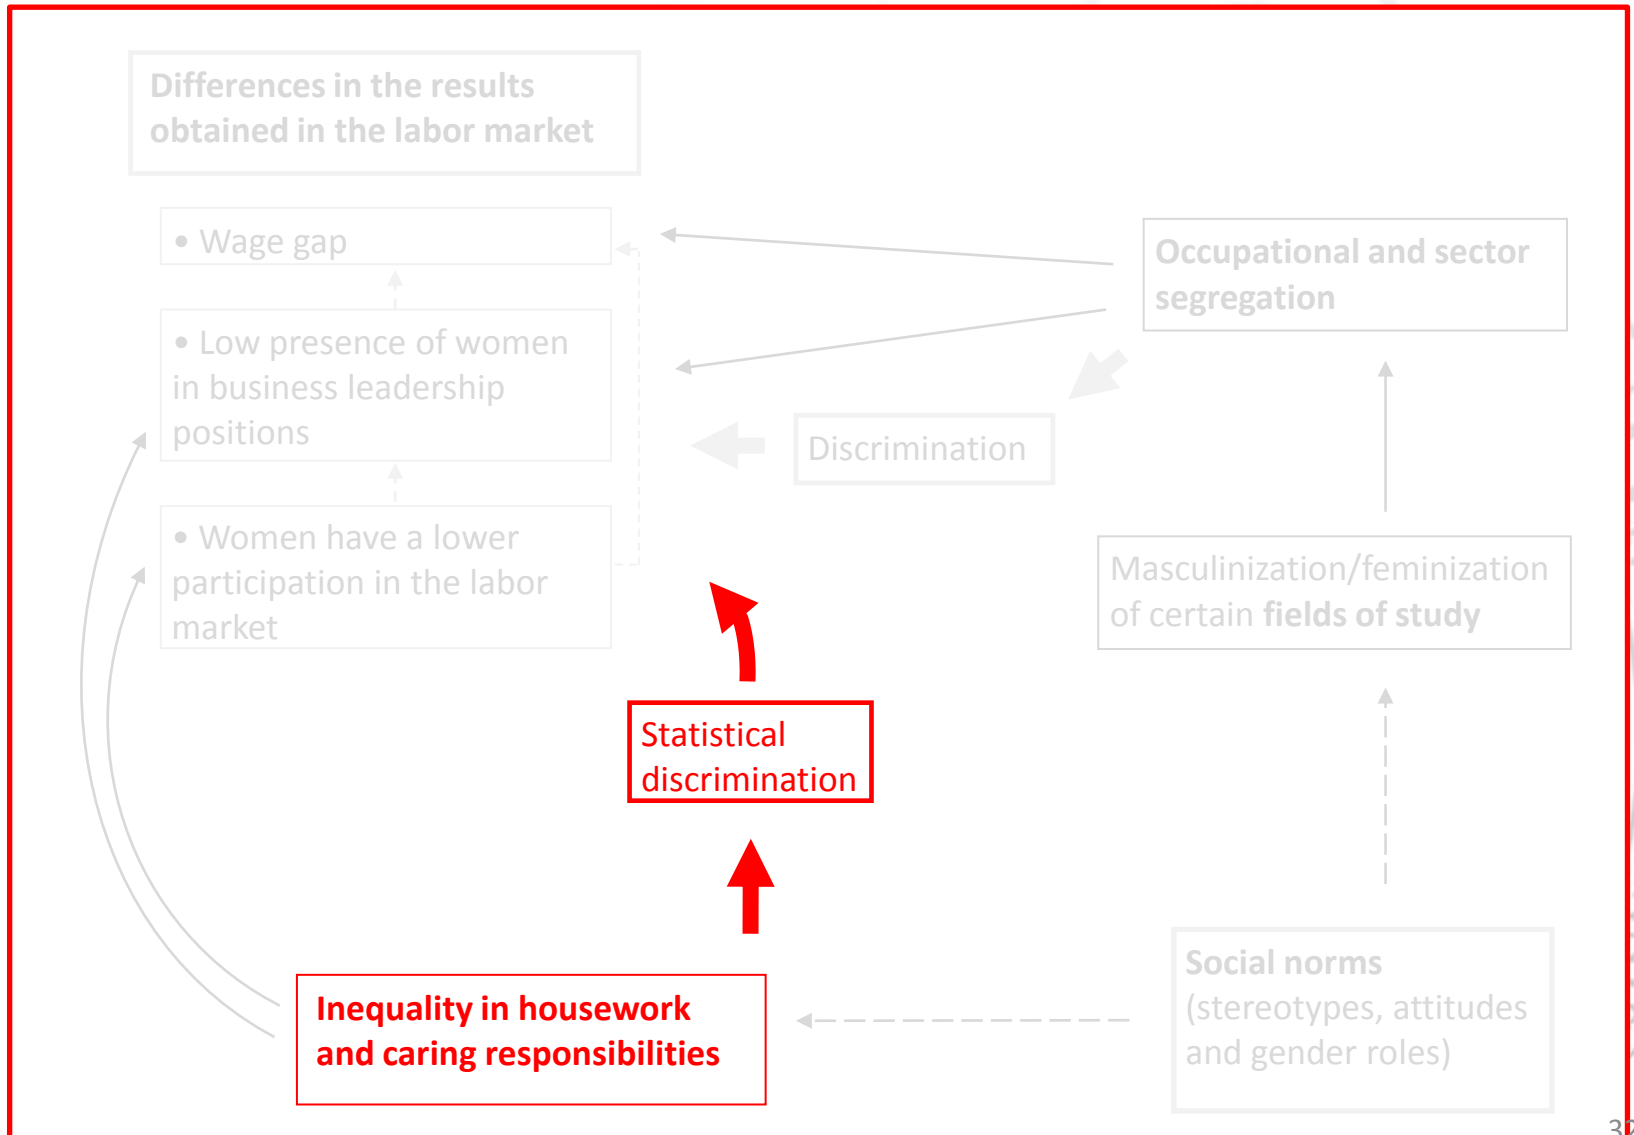 Differences in the results
obtained in the labor market
• Wage gap
• Low presence of women
in business leadership
positions
• Women have a lower
participation in the labor
market
Occupational and sector
segregation
Discrimination
Masculinization/feminization
of certain fields of study
Statistical
discrimination
Inequality in housework
and caring responsibilities
Social norms
(stereotypes, attitudes
and gender roles)
32